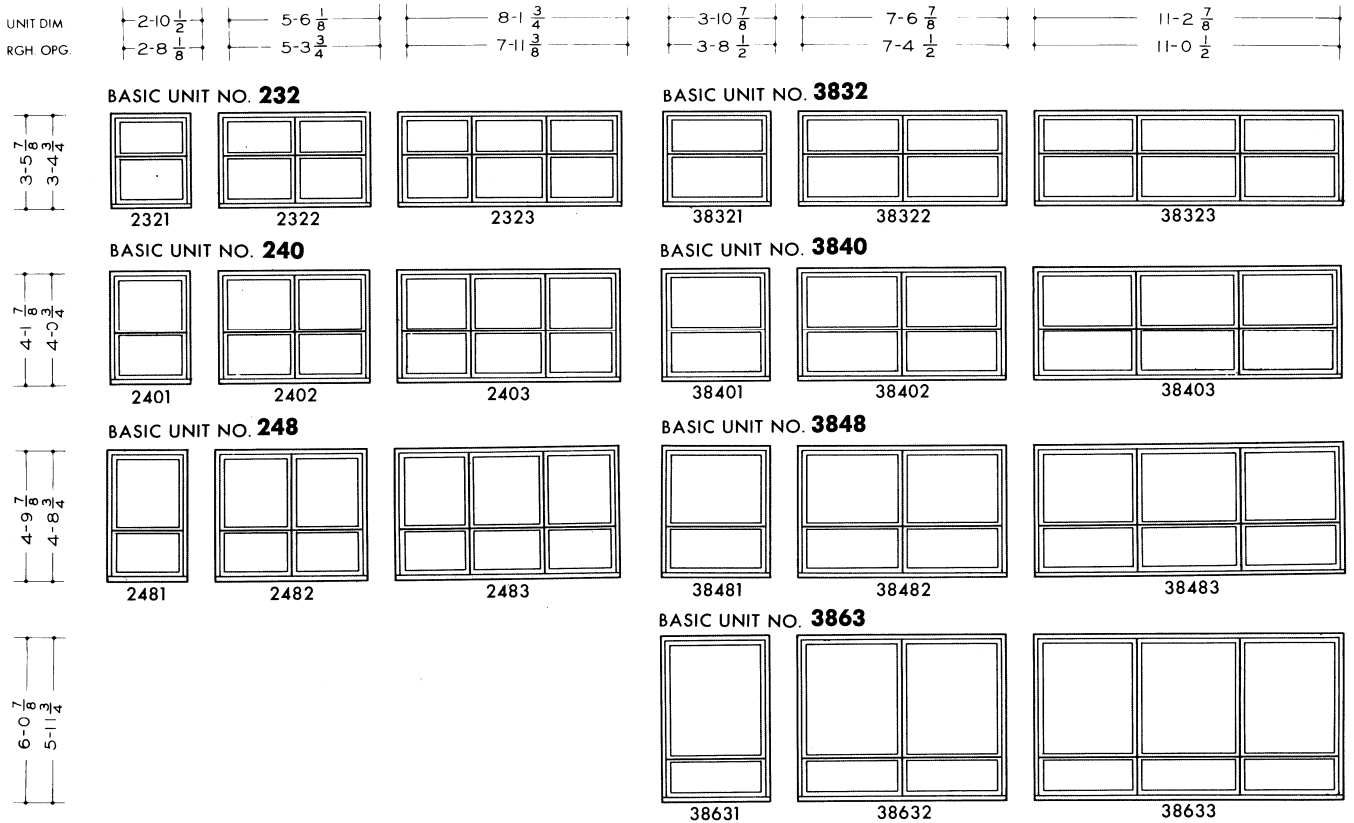 UNIT DIM 2-10 1/2 5-6 1/8 8-1 3/4 3-10 7/8 7-6 7/8 11-2 7/8
RGH. OPG. 2-8 1/8 5-3 3/4 7-11 3/8 3-8 1/2 7-4 1/2 11-0 1/2
BASIC UNIT NO. 232 BASIC UNIT NO. 3832
3-5 7/8 3-4 3/4
2321 2322 2323 38321 38322 38323
BASIC UNIT NO. 240 BASIC UNIT NO. 3840
4-1 7/8 4-0 3/4
2401 2402 2403 38401 38402 38403
BASIC UNIT NO. 248 BASIC UNIT NO. 3848
4-9 7/8 4-8 3/4
2481 2482 2483 38481 38482 38483
BASIC UNIT NO. 3863
6-0 7/8 5-11 3/4
38631 38632 38633